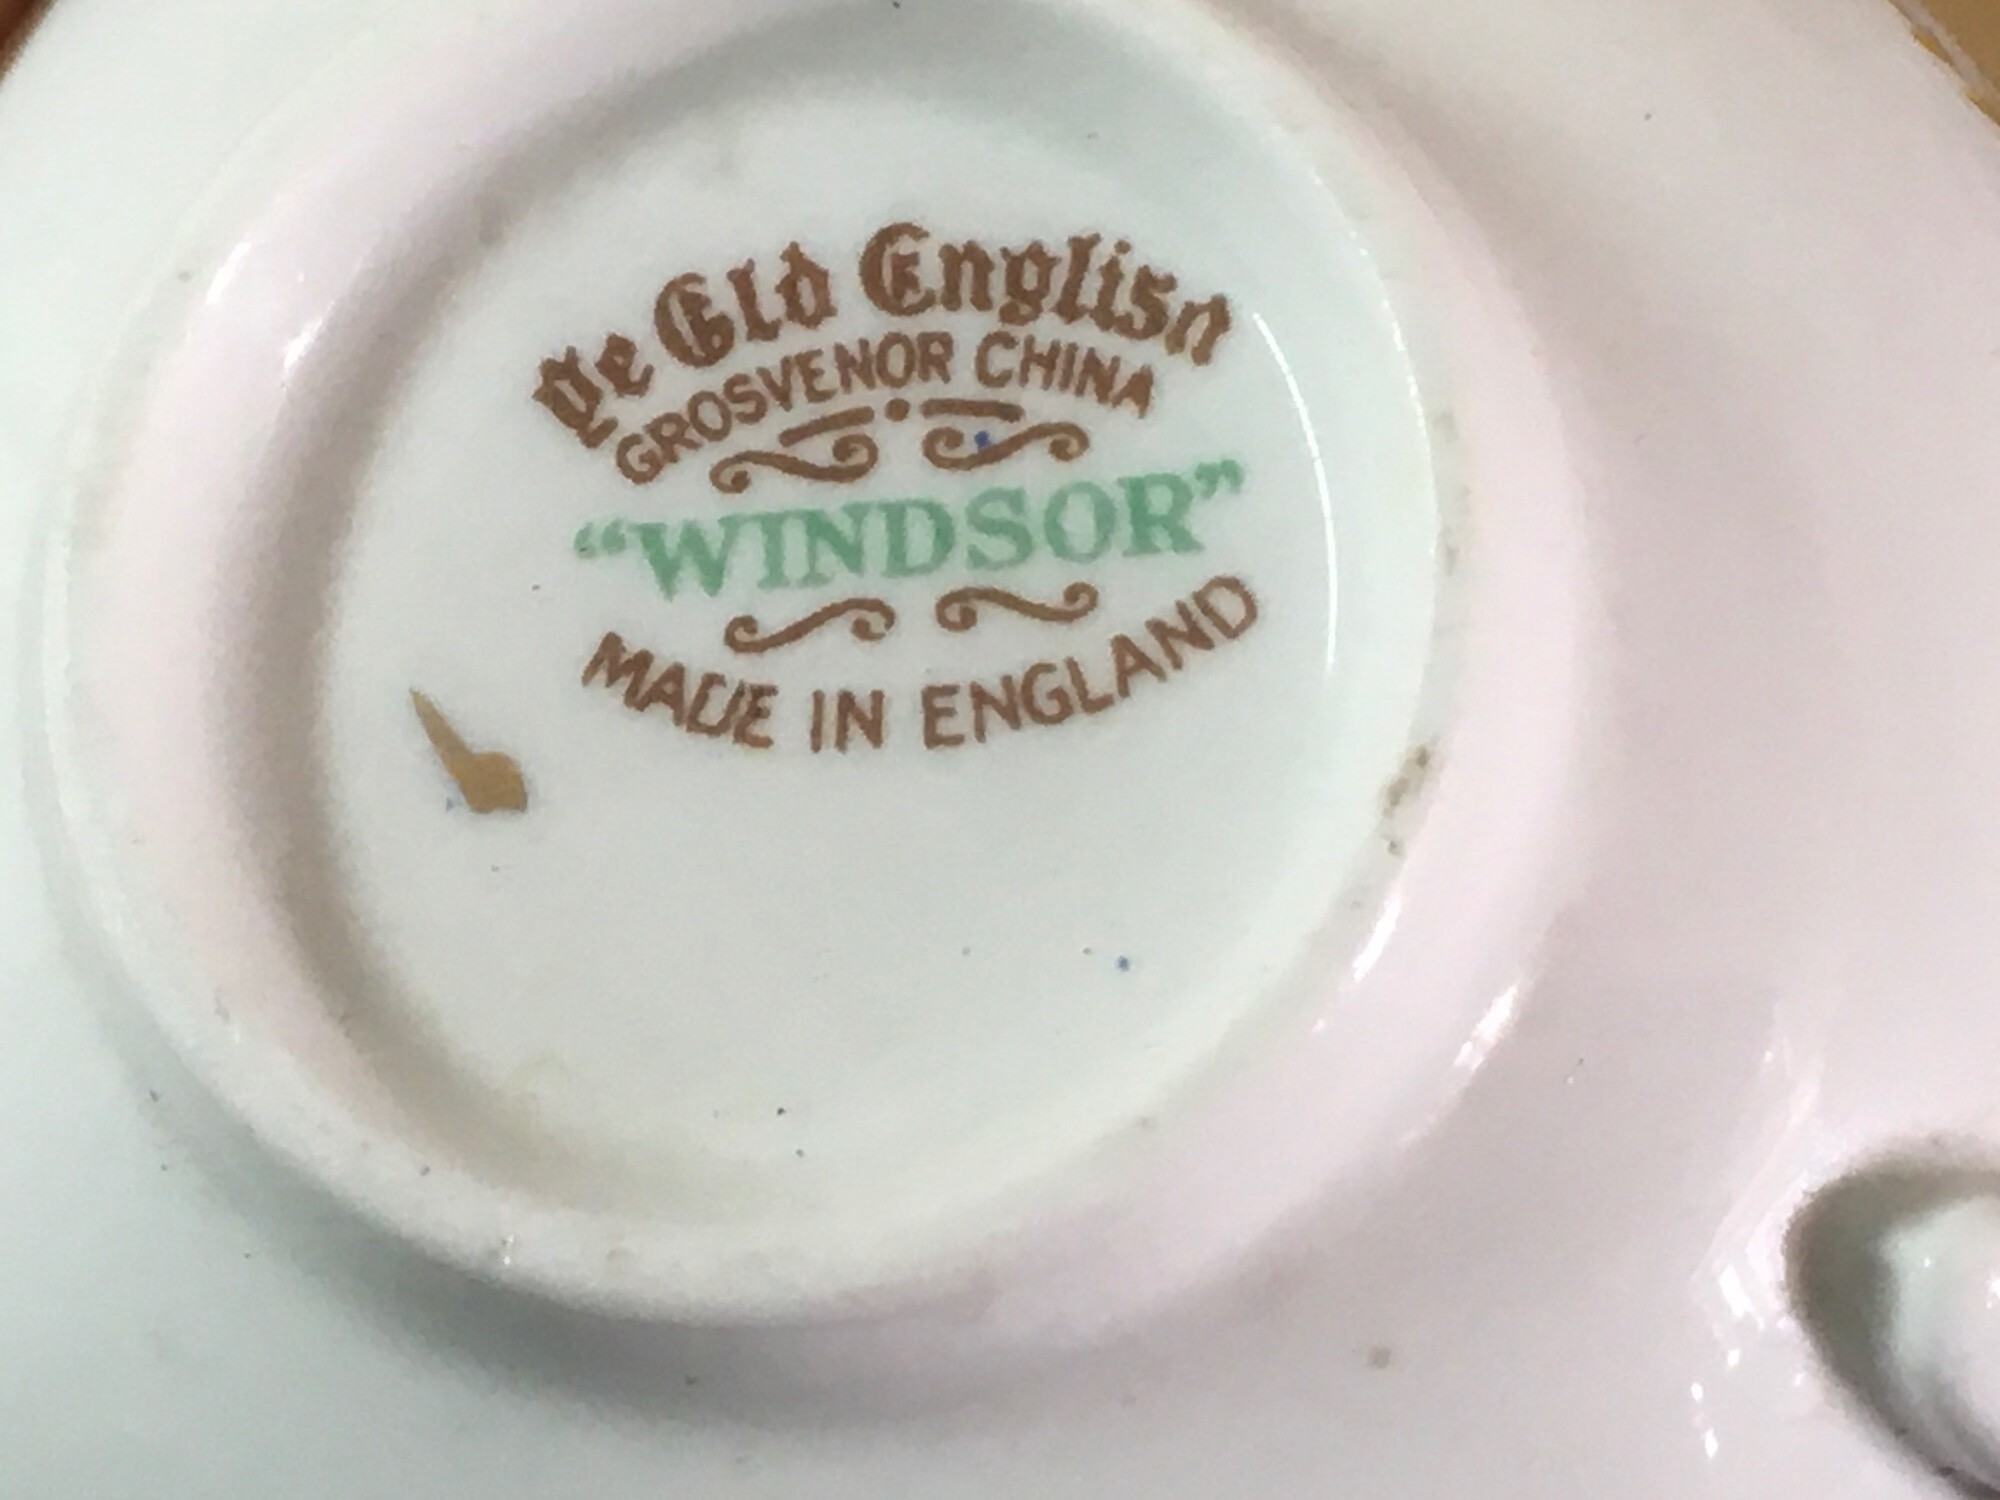 Ye Old English
GROSVENOR CHINA
"WINDSOR"
MADE IN ENGLAND